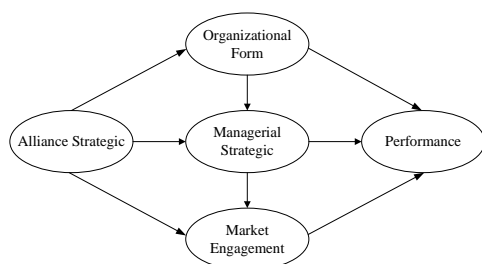 Organizational
Form
Alliance Strategic
Managerial
Strategic
Performance
Market
Engagement